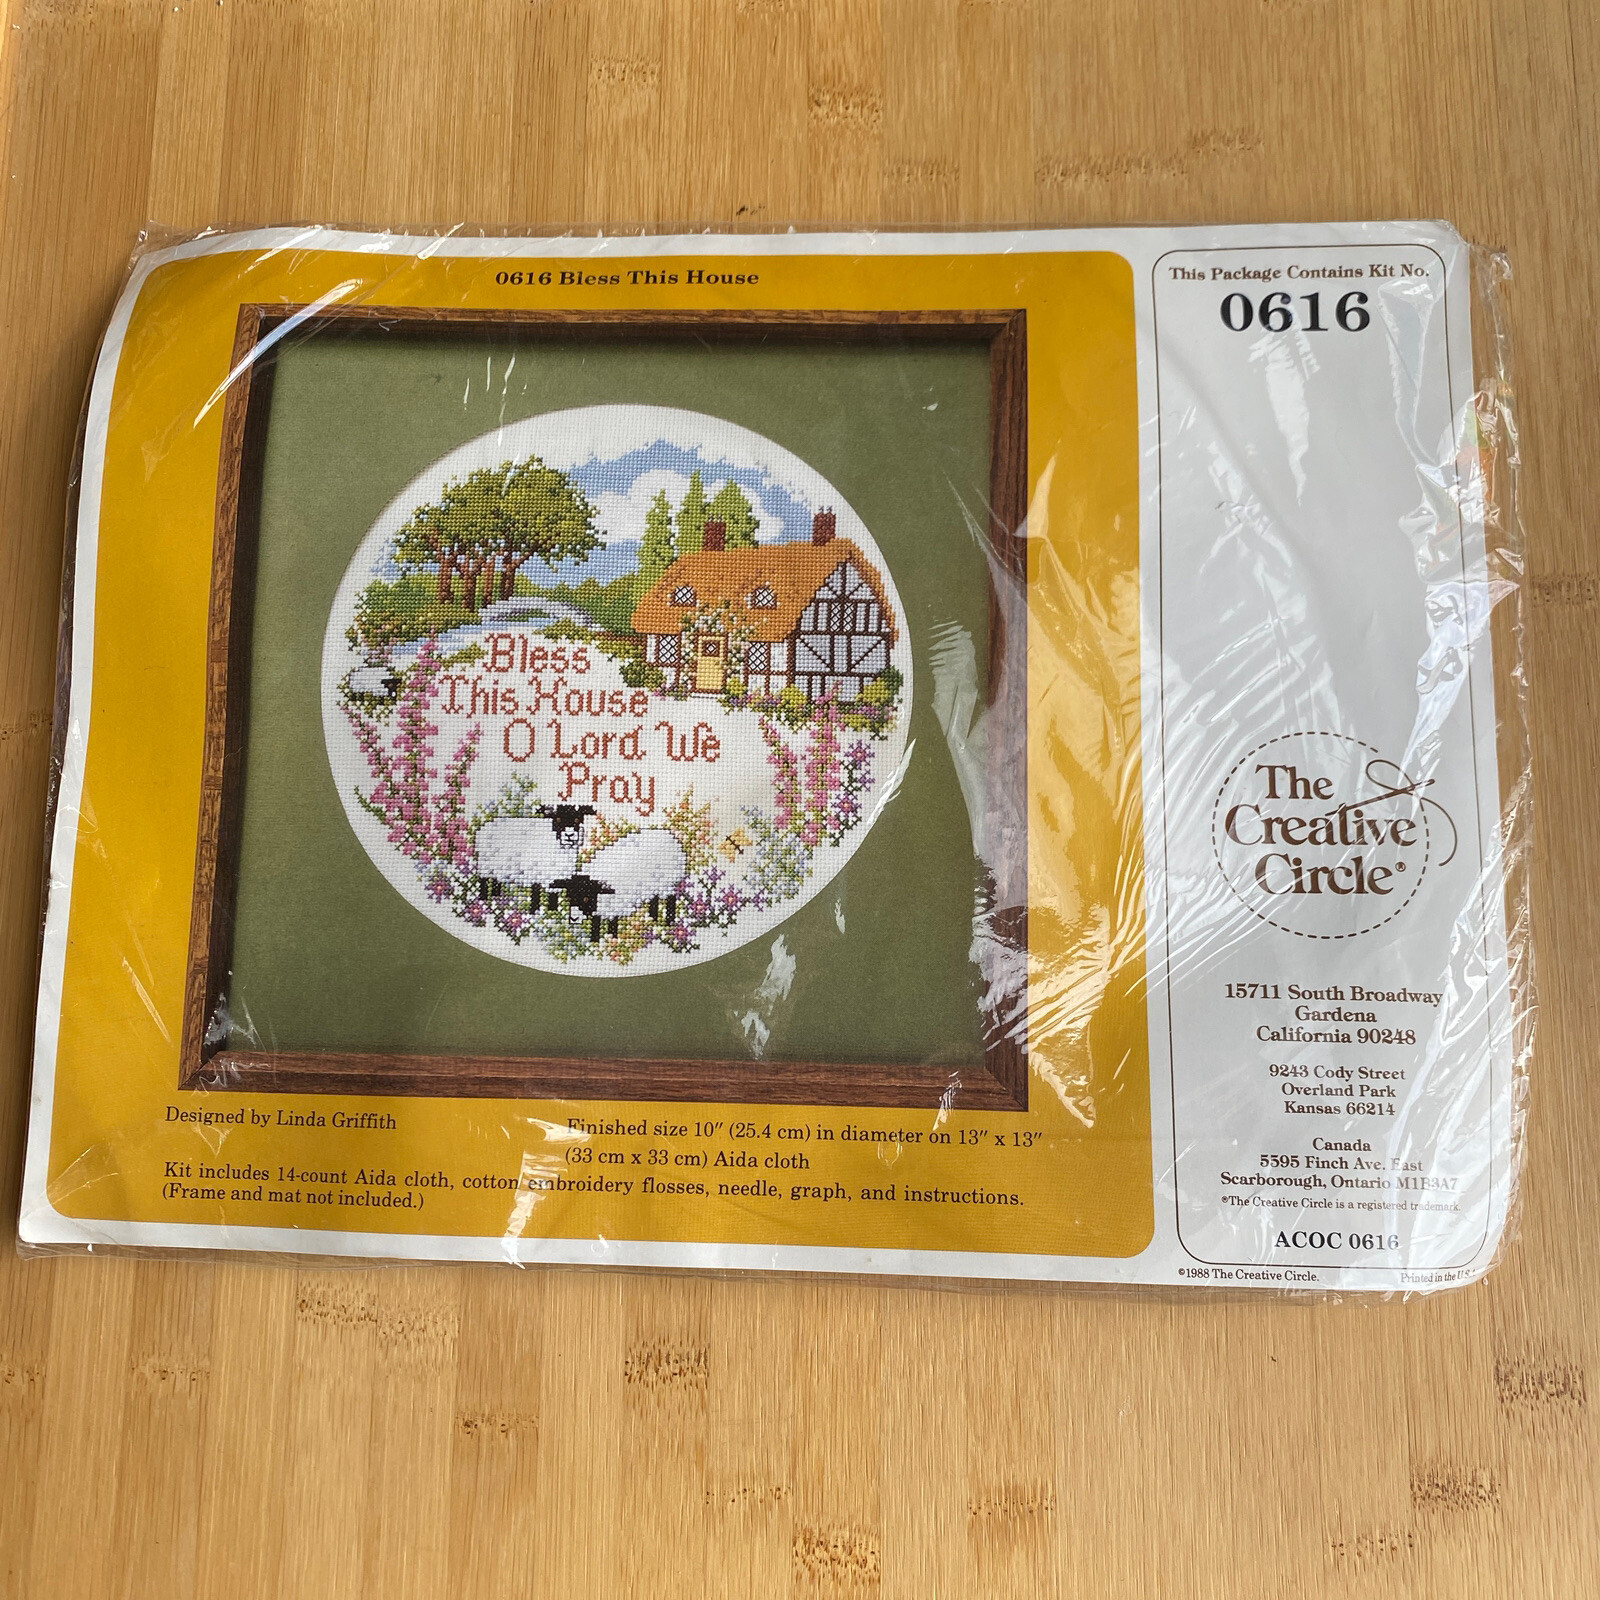 0616 Bless This House
Bless
This House
O Lord We
Pray
Designed by Linda Griffith
Finished size 10" (25.4 cm) in diameter on 13" x 13"
(33 cm x 33 cm) Aida cloth
Kit includes 14-count Aida cloth, cotton embroidery flosses, needle, graph, and instructions.
(Frame and mat not included.)
This Package Contains Kit No.
0616
The
Creative
Circle®
15711 South Broadway
Gardena
California 90248
9243 Cody Street
Overland Park
Kansas 66214
Canada
5595 Finch Ave. East
Scarborough, Ontario M1B3A7
®The Creative Circle is a registered trademark.
ACOC 0616
©1988 The Creative Circle.
Printed in the U.S.A.